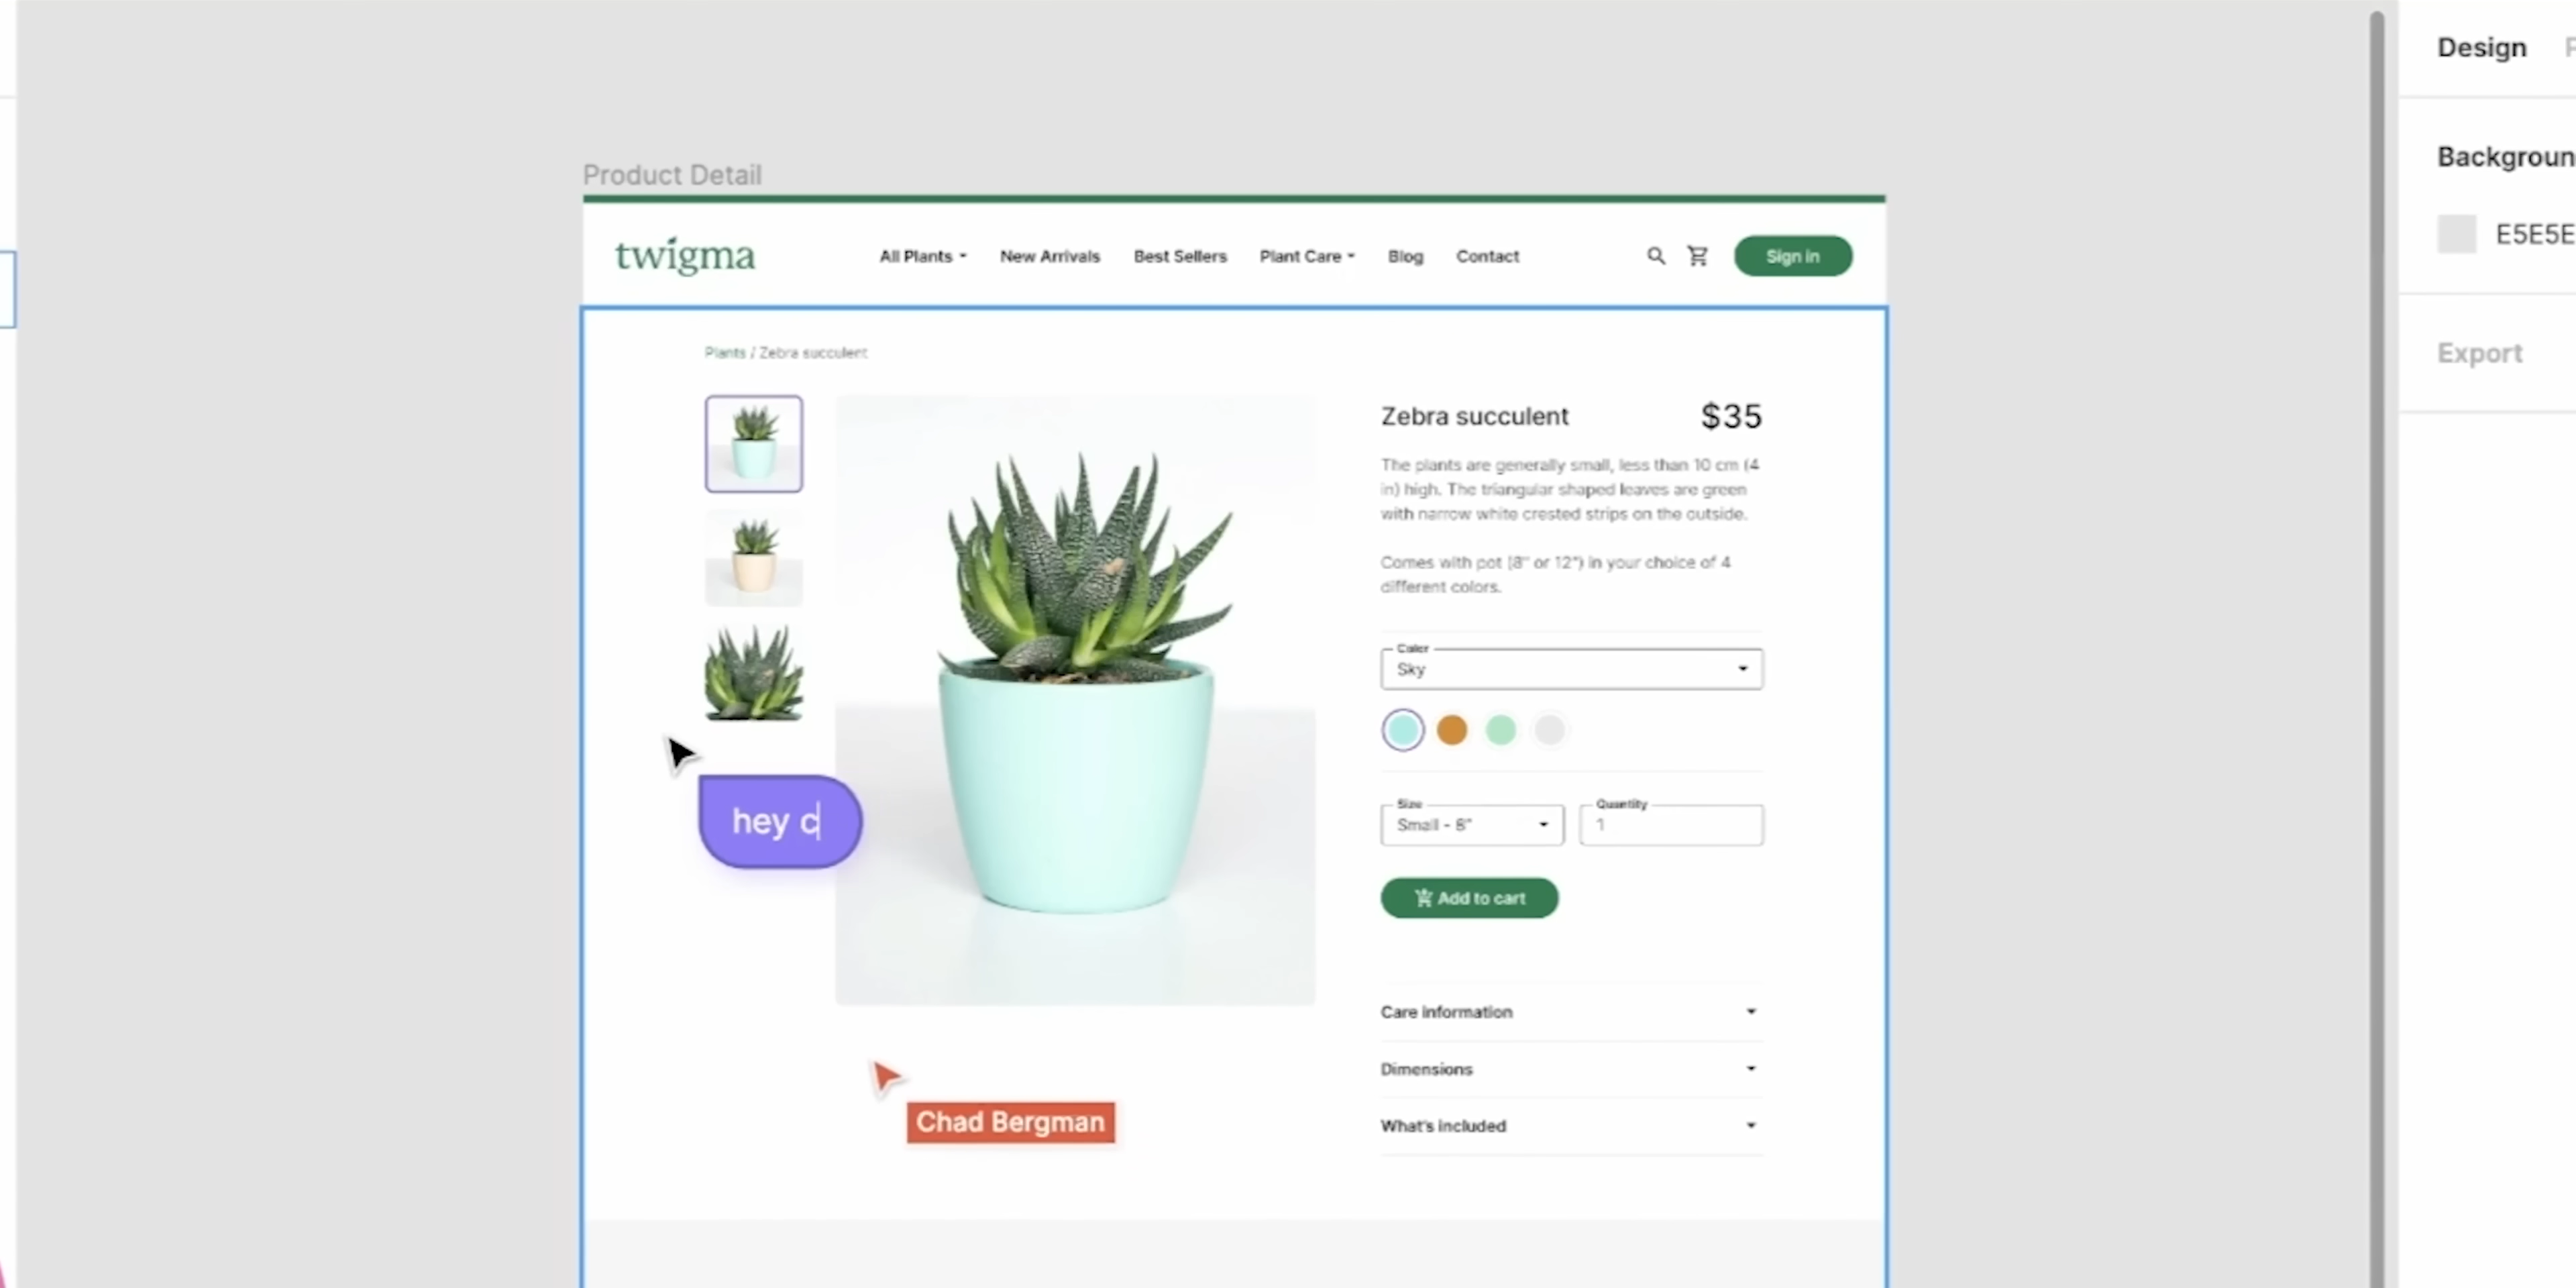 Design
Product Detail
Backgroun
E5E5E
Export
twigma
All Plants
New Arrivals
Best Sellers
Plant Care
Blog
Contact
Sign in
Plants / Zebra succulent
Zebra succulent
$35
The plants are generally small, less than 10 cm (4
in) high. The triangular shaped leaves are green
with narrow white crested strips on the outside.
Comes with pot (8" or 12") in your choice of 4
different colors.
Color
Sky
hey c
Size
Small - 8"
Quantity
1
Add to cart
Care information
Dimensions
What's included
Chad Bergman